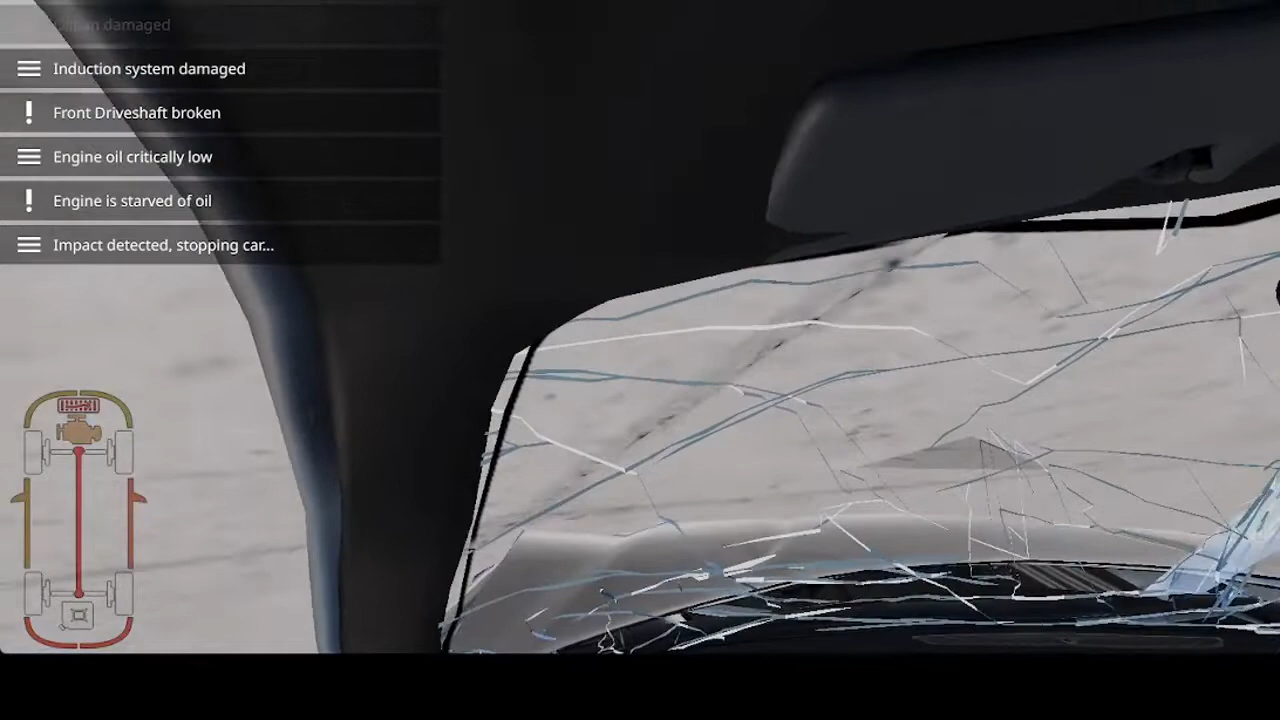 damaged
Induction system damaged
Front Driveshaft broken
Engine oil critically low
Engine is starved of oil
Impact detected, stopping car...